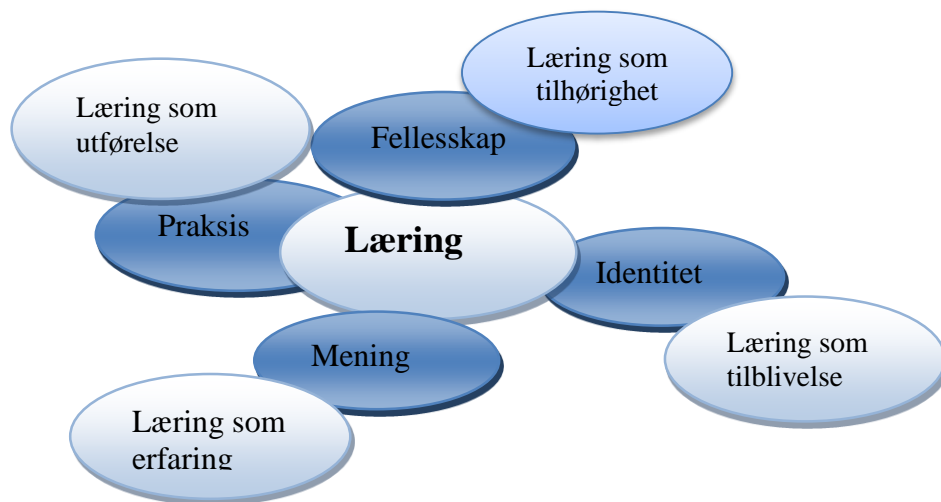 Læring som
tilhørighet
Læring som
utførelse
Fellesskap
Praksis
Læring
Identitet
Mening
Læring som
tilblivelse
Læring som
erfaring